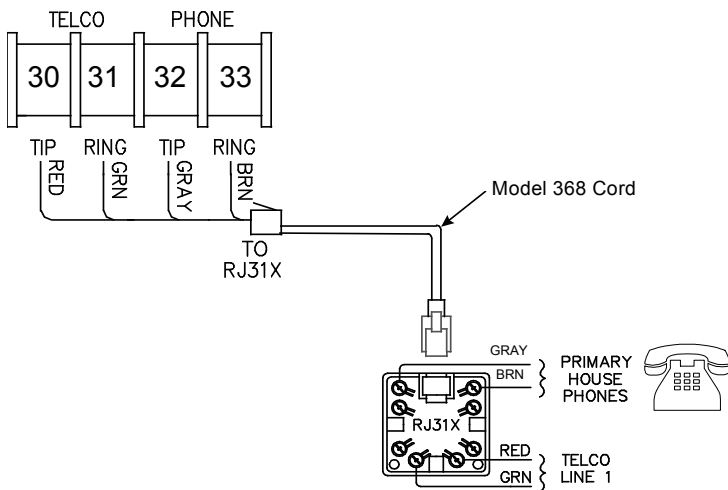 TELCO PHONE
30 31 32 33
TIP RING TIP RING
RED GRN GRAY BRN
Model 368 Cord
TO
RJ31X
GRAY
BRN
PRIMARY
HOUSE
PHONES
RJ31X
RED
GRN
TELCO
LINE 1